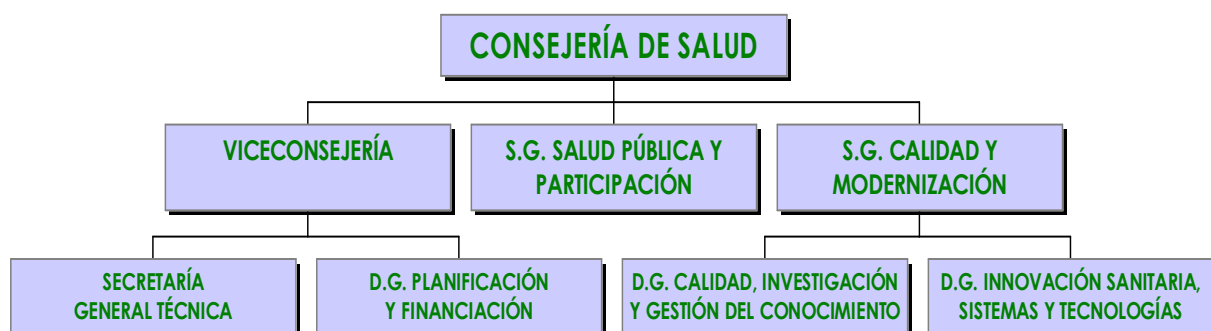 CONSEJERÍA DE SALUD
VICECONSEJERÍA
S.G. SALUD PÚBLICA Y
PARTICIPACIÓN
S.G. CALIDAD Y
MODERNIZACIÓN
SECRETARÍA
GENERAL TÉCNICA
D.G. PLANIFICACIÓN
Y FINANCIACIÓN
D.G. CALIDAD, INVESTIGACIÓN
Y GESTIÓN DEL CONOCIMIENTO
D.G. INNOVACIÓN SANITARIA,
SISTEMAS Y TECNOLOGÍAS